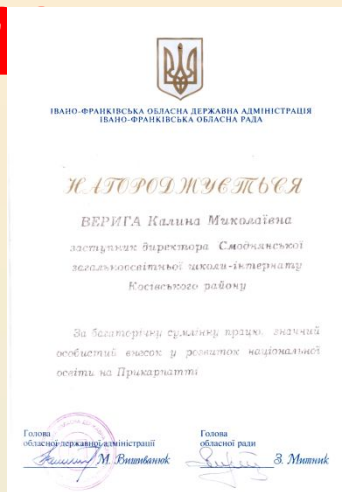 ІВАНО-ФРАНКІВСЬКА ОБЛАСНА ДЕРЖАВНА АДМІНІСТРАЦІЯ
ІВАНО-ФРАНКІВСЬКА ОБЛАСНА РАДА
НАГОРОДЖУЄТЬСЯ
ВЕРИГА Калина Миколаївна
заступник директора Смоднянської
загальноосвітньої школи-інтернату
Косівського району
За багаторічну сумлінну працю, значний
особистий внесок у розвиток національної
освіти на Прикарпатті
Голова
обласної державної адміністрації
М. Вишиванюк
Голова
обласної ради
З. Митник